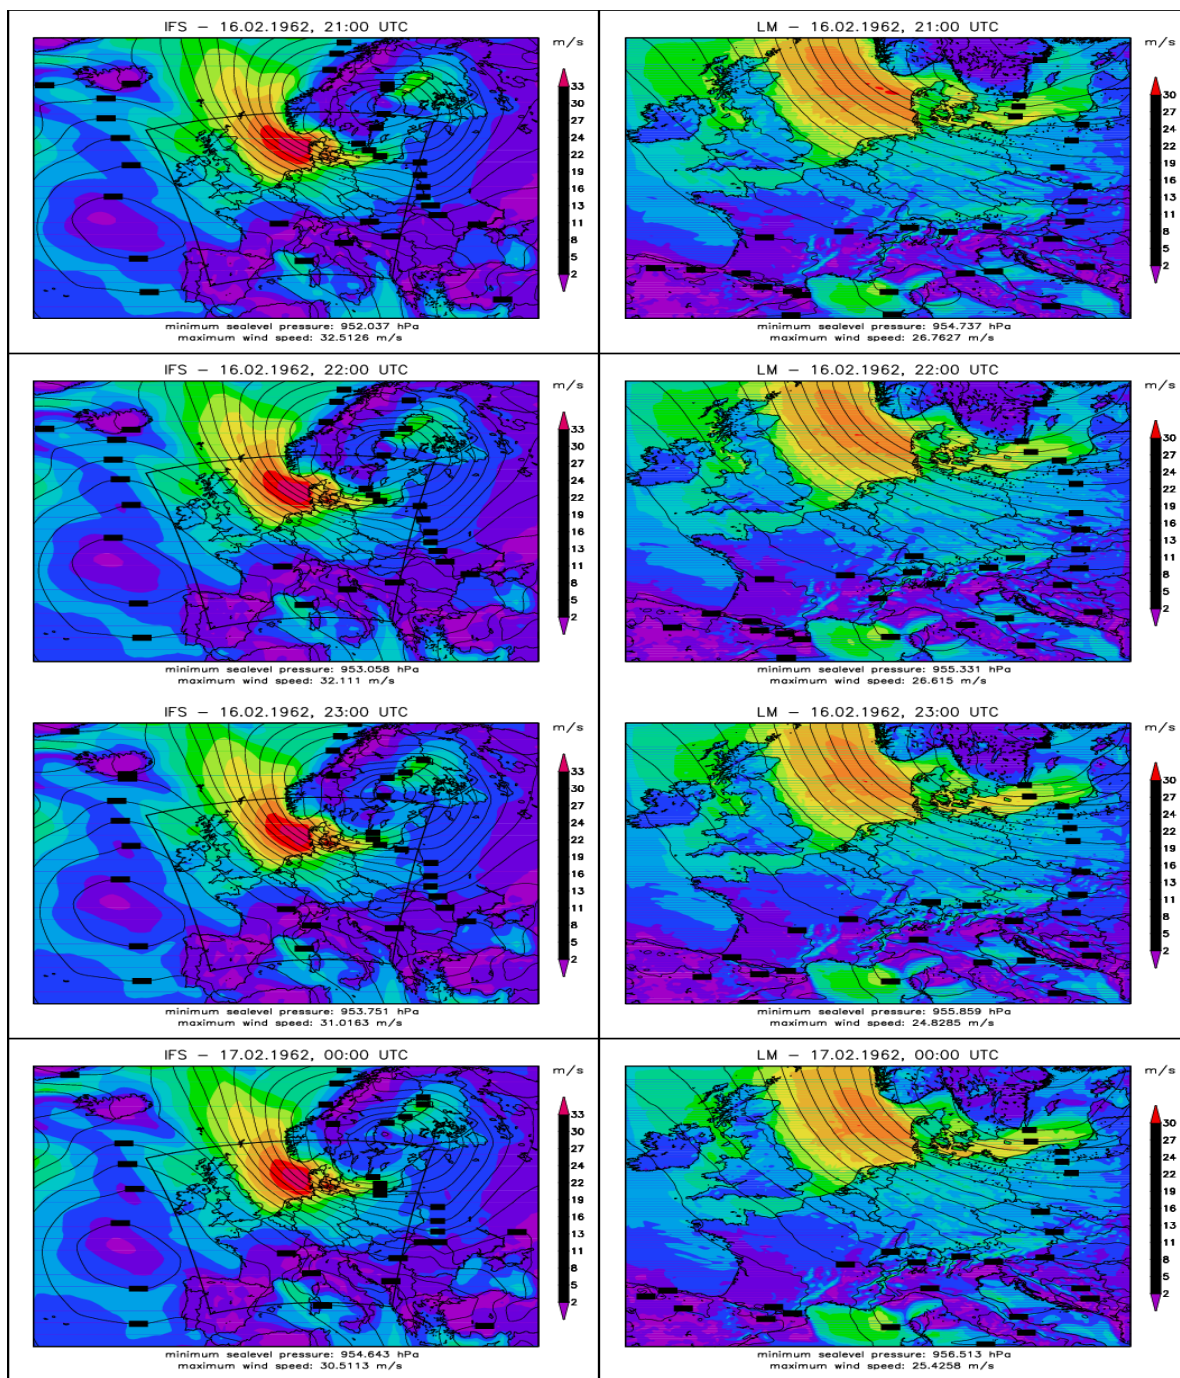 IFS – 16.02.1962, 21:00 UTC
m/s
33
30
27
24
22
19
16
13
11
8
5
2
minimum sealevel pressure: 952.037 hPa
maximum wind speed: 32.5126 m/s
LM – 16.02.1962, 21:00 UTC
m/s
30
27
24
22
19
16
13
11
8
5
2
minimum sealevel pressure: 954.737 hPa
maximum wind speed: 26.7627 m/s
IFS – 16.02.1962, 22:00 UTC
m/s
33
30
27
24
22
19
16
13
11
8
5
2
minimum sealevel pressure: 953.058 hPa
maximum wind speed: 32.111 m/s
LM – 16.02.1962, 22:00 UTC
m/s
30
27
24
22
19
16
13
11
8
5
2
minimum sealevel pressure: 955.331 hPa
maximum wind speed: 26.615 m/s
IFS – 16.02.1962, 23:00 UTC
m/s
33
30
27
24
22
19
16
13
11
8
5
2
minimum sealevel pressure: 953.751 hPa
maximum wind speed: 31.0163 m/s
LM – 16.02.1962, 23:00 UTC
m/s
30
27
24
22
19
16
13
11
8
5
2
minimum sealevel pressure: 955.859 hPa
maximum wind speed: 24.8285 m/s
IFS – 17.02.1962, 00:00 UTC
m/s
33
30
27
24
22
19
16
13
11
8
5
2
minimum sealevel pressure: 954.643 hPa
maximum wind speed: 30.5113 m/s
LM – 17.02.1962, 00:00 UTC
m/s
30
27
24
22
19
16
13
11
8
5
2
minimum sealevel pressure: 956.513 hPa
maximum wind speed: 25.4258 m/s